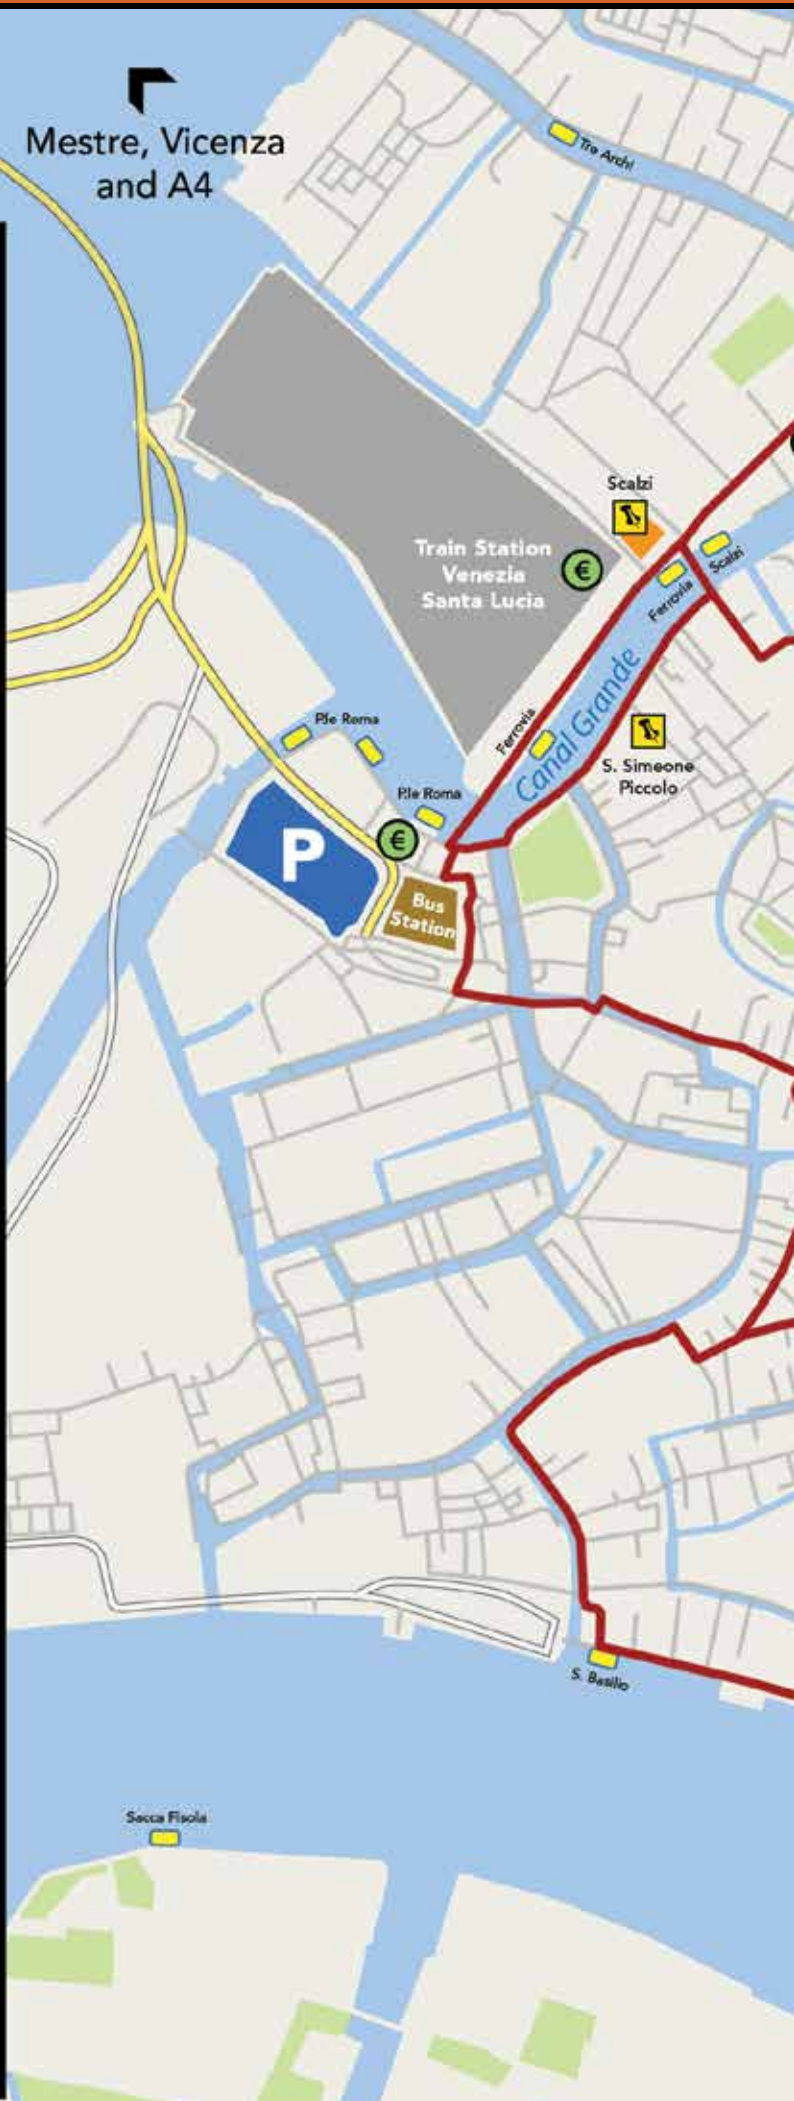 Mestre, Vicenza
and A4
Tre Archi
Scalzi
Train Station
Venezia
Santa Lucia
€
Scalzi
Ferrovia
Canal Grande
Ferrovia
S. Simeone
Piccolo
P.le Roma
P.le Roma
€
P
Bus
Station
S. Basilio
Sacca Fisola